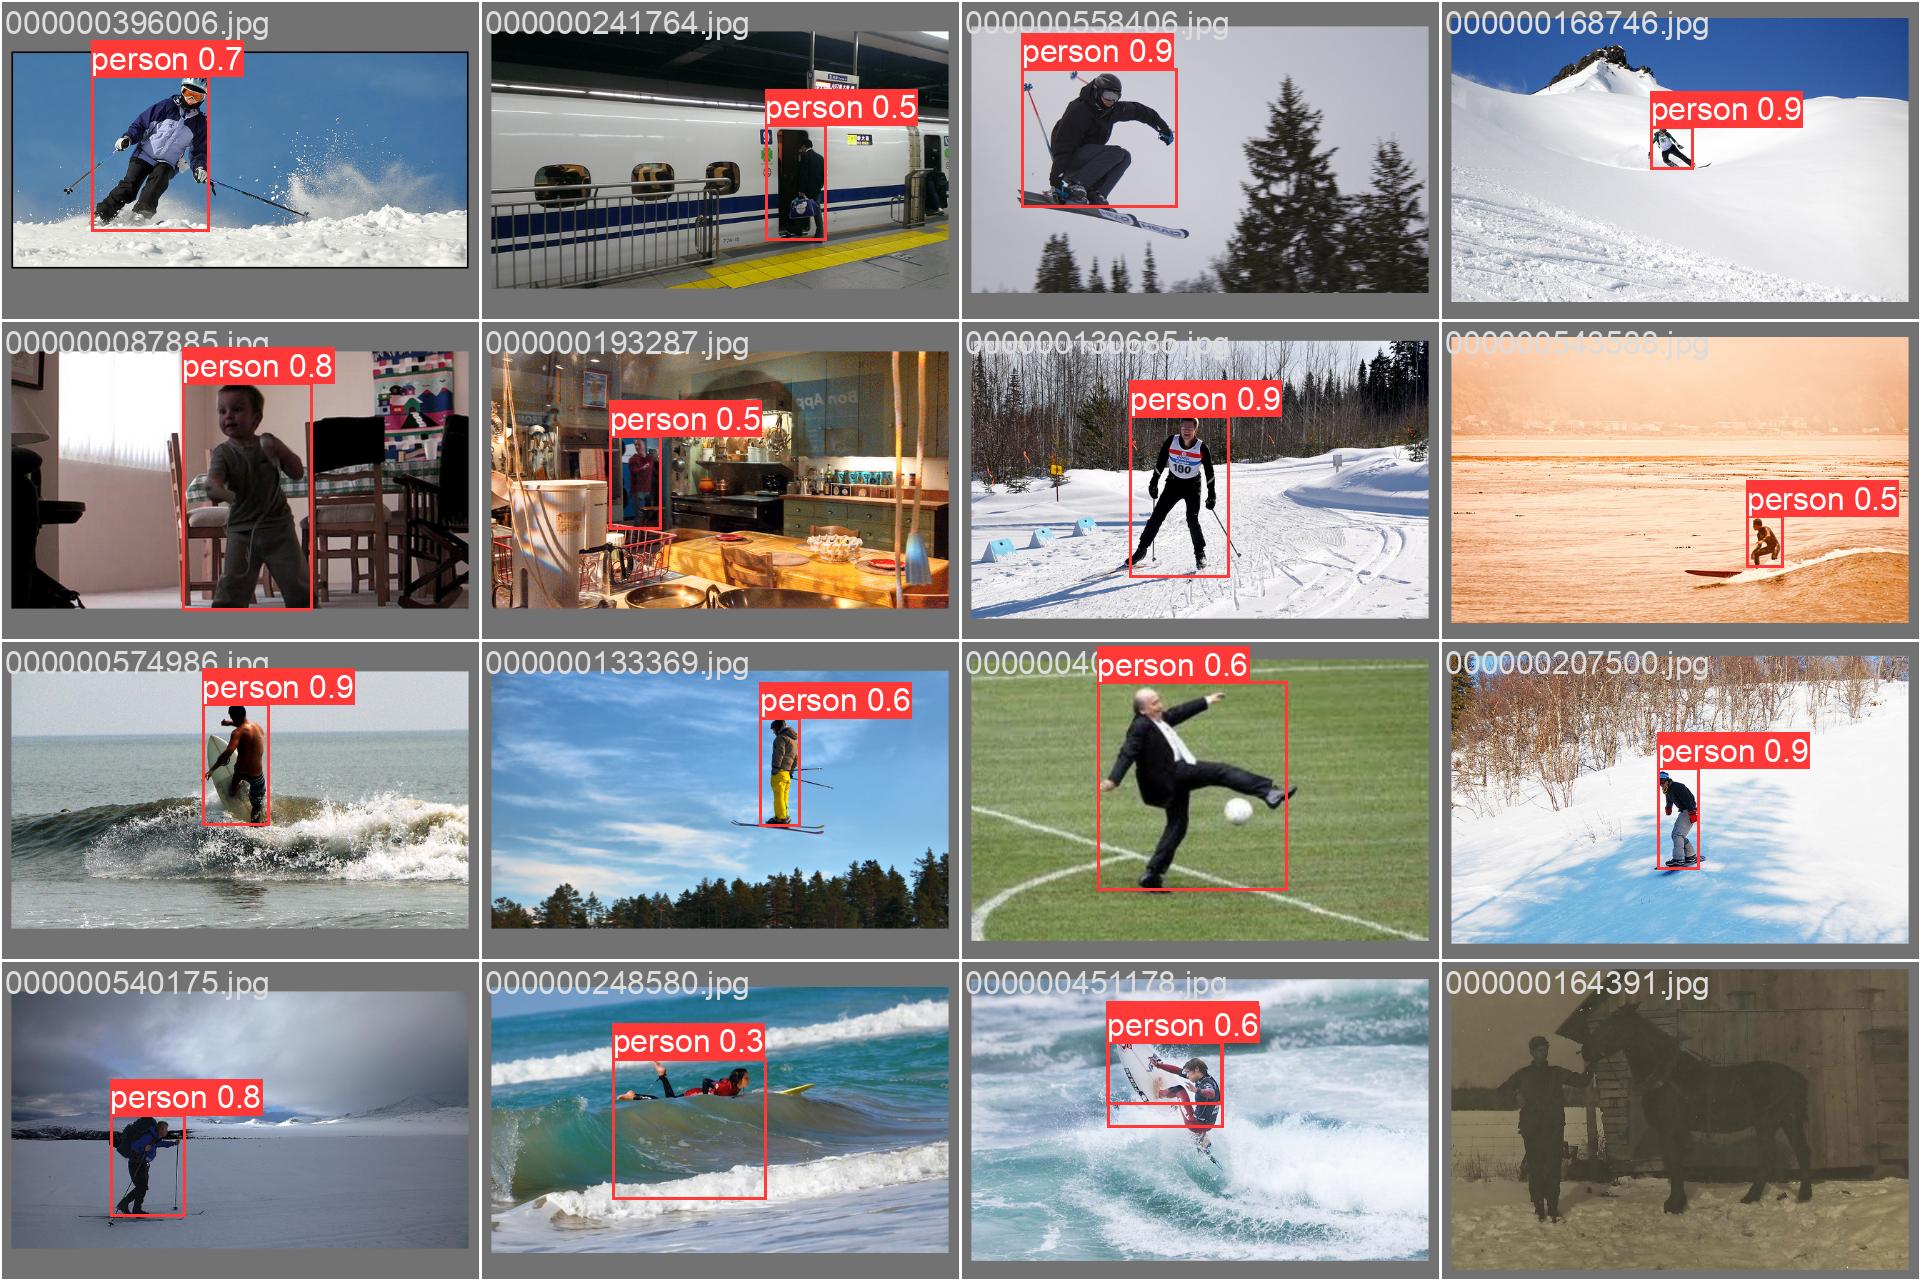 000000396006.jpg
person 0.7
000000241764.jpg
person 0.5
000000558406.jpg
person 0.9
HEAD
000000168746.jpg
person 0.9
000000087885.jpg
person 0.8
000000193287.jpg
person 0.5
Bon App
000000130685.jpg
person 0.9
180
000000543588.jpg
person 0.5
000000574986.jpg
person 0.9
000000133369.jpg
person 0.6
00000040
person 0.6
000000207500.jpg
person 0.9
000000540175.jpg
person 0.8
000000248580.jpg
person 0.3
000000451178.jpg
person 0.6
000000164391.jpg